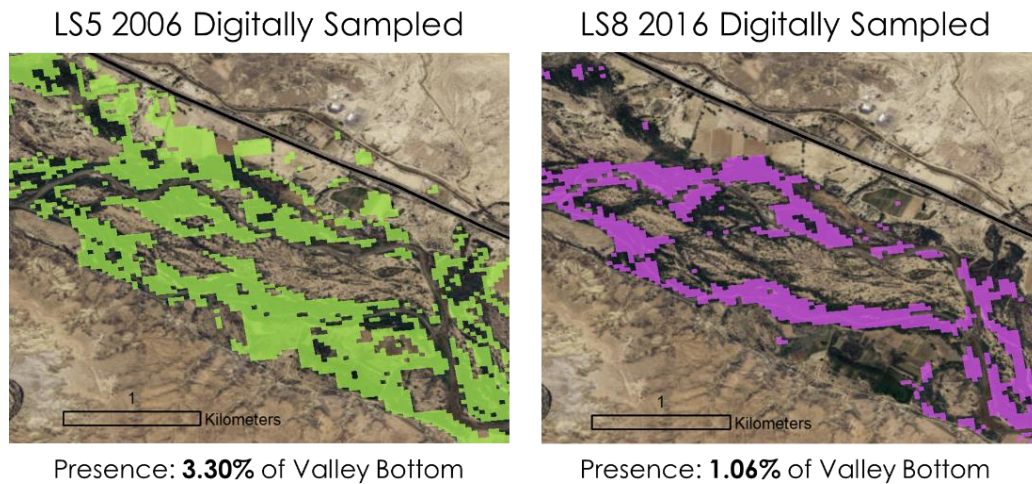 LS5 2006 Digitally Sampled
LS8 2016 Digitally Sampled
1
Kilometers
1
Kilometers
Presence: 3.30% of Valley Bottom
Presence: 1.06% of Valley Bottom